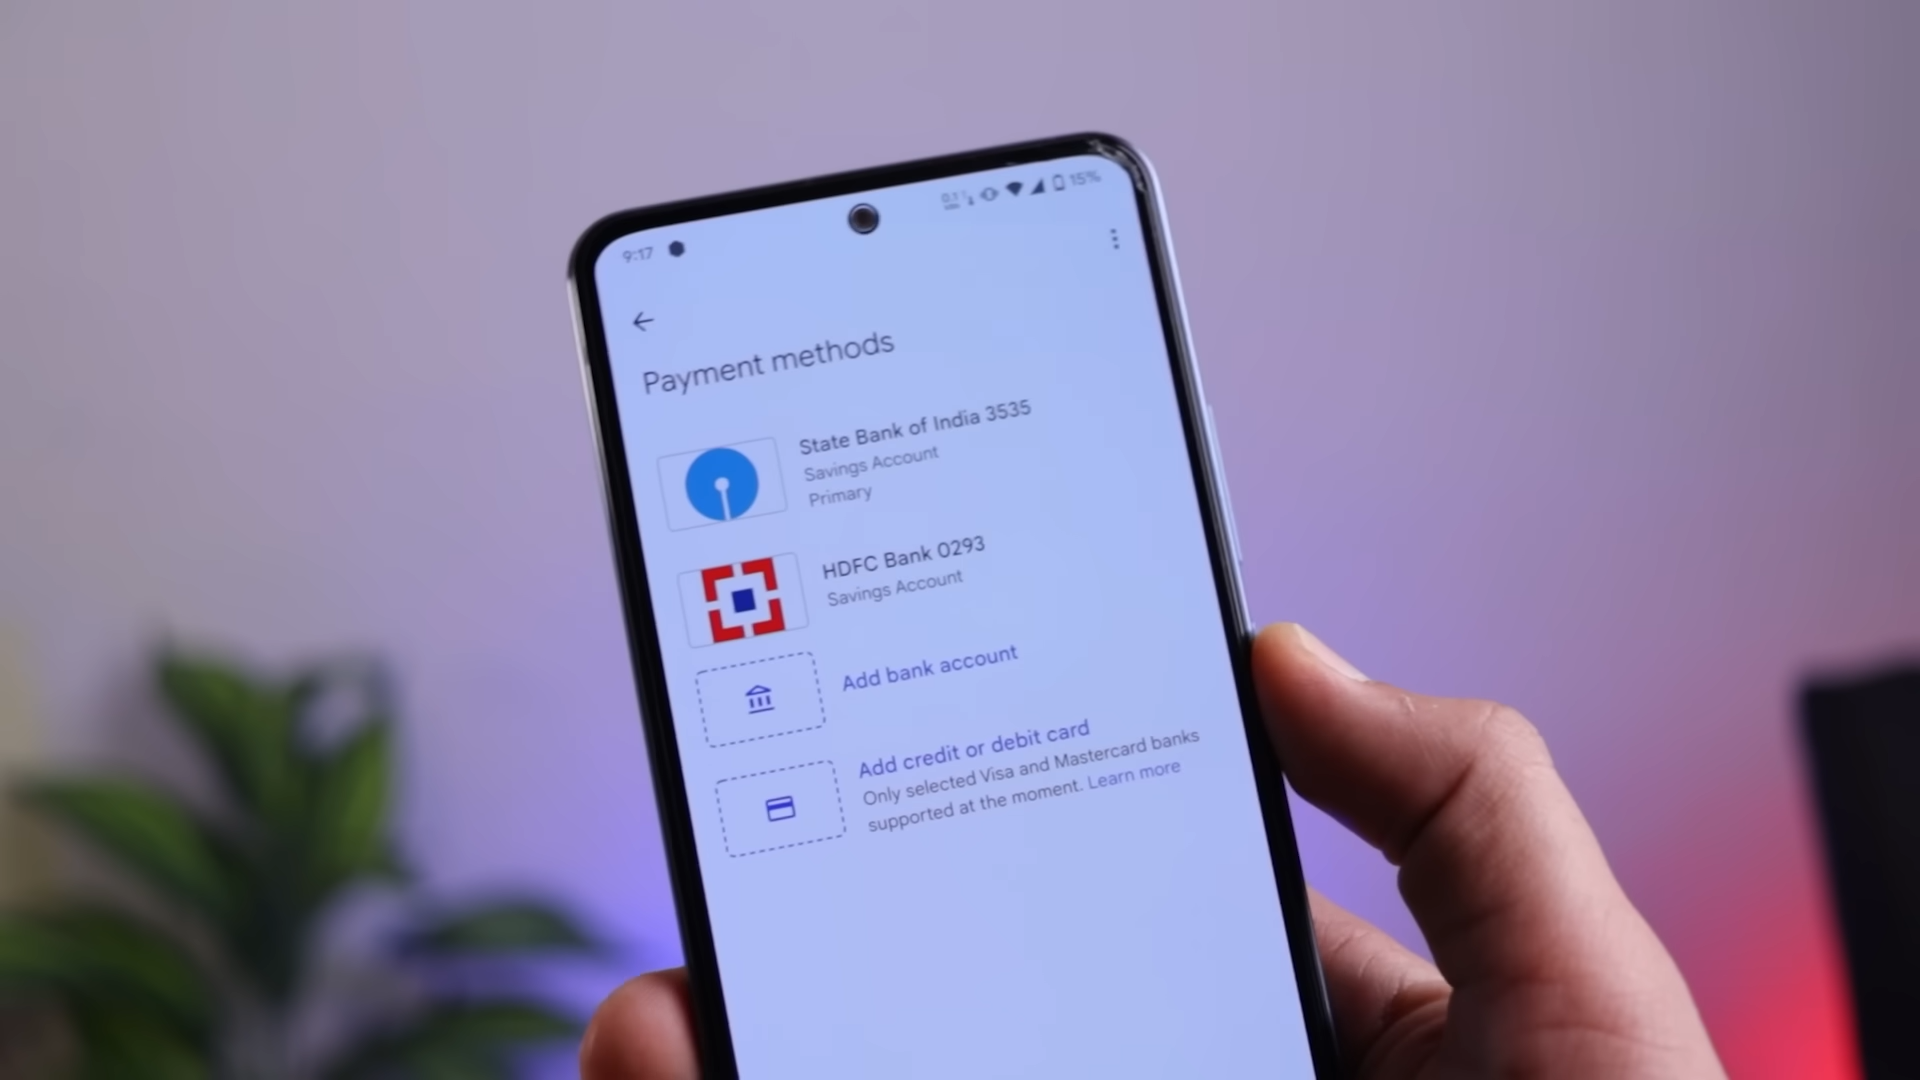 9:17
15%
Payment methods
State Bank of India 3535
Savings Account
Primary
HDFC Bank 0293
Savings Account
Add bank account
Add credit or debit card
Only selected Visa and Mastercard banks
supported at the moment. Learn more